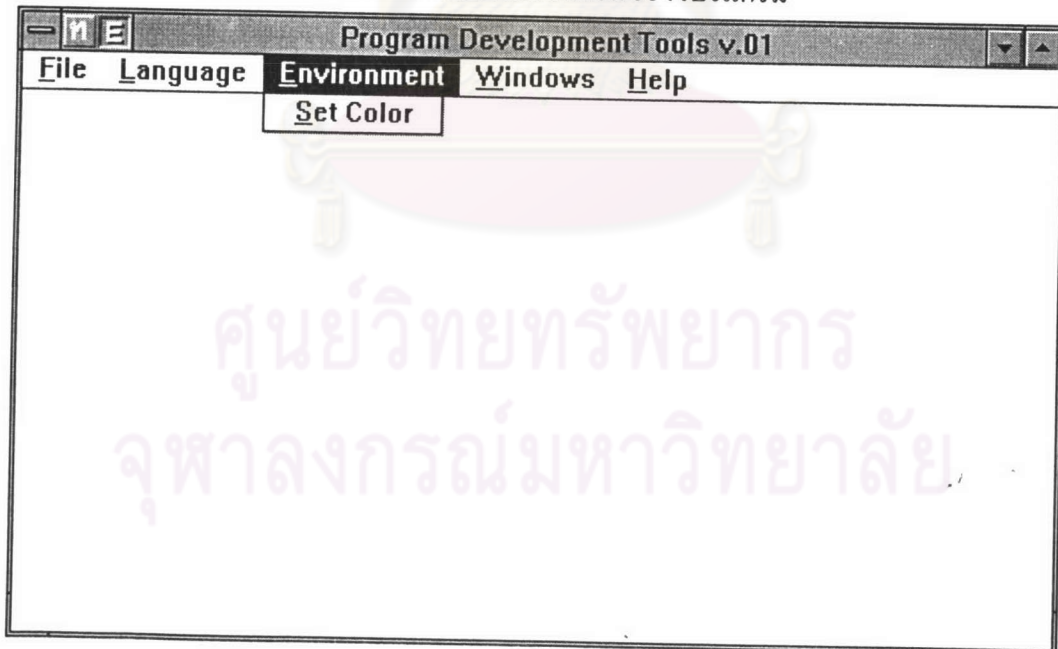 ท E Program Development Tools v.01
File Language Environment Windows Help
Set Color
ศูนย์วิทยทรัพยากร
จุฬาลงกรณ์มหาวิทยาลัย